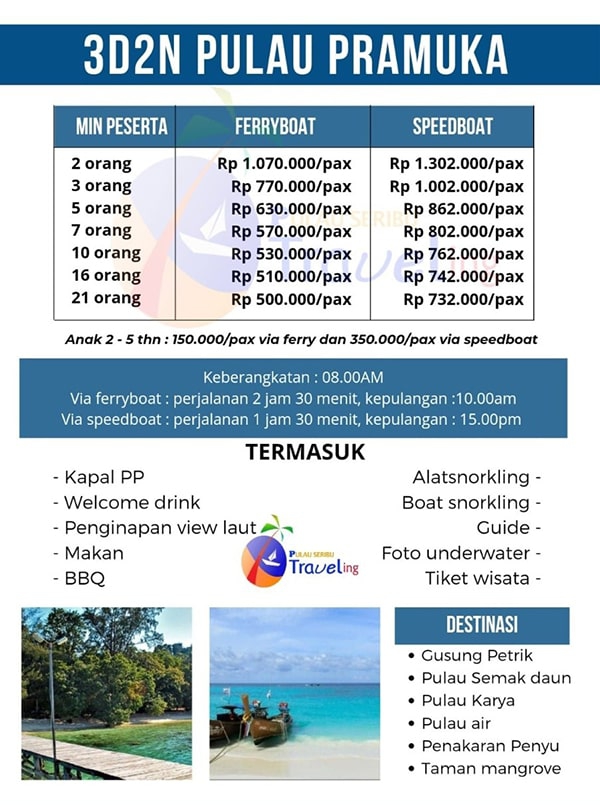 3D2N PULAU PRAMUKA
MIN PESERTA FERRYBOAT SPEEDBOAT
2 orang Rp 1.070.000/pax Rp 1.302.000/pax
3 orang Rp 770.000/pax Rp 1.002.000/pax
5 orang Rp 630.000/pax Rp 862.000/pax
7 orang Rp 570.000/pax Rp 802.000/pax
10 orang Rp 530.000/pax Rp 762.000/pax
16 orang Rp 510.000/pax Rp 742.000/pax
21 orang Rp 500.000/pax Rp 732.000/pax
PULAU SERIBU
Traveling
Anak 2 - 5 thn : 150.000/pax via ferry dan 350.000/pax via speedboat
Keberangkatan : 08.00AM
Via ferryboat : perjalanan 2 jam 30 menit, kepulangan :10.00am
Via speedboat : perjalanan 1 jam 30 menit, kepulangan : 15.00pm
TERMASUK
- Kapal PP
- Welcome drink
- Penginapan view laut
- Makan
- BBQ
PULAU SERIBU
Traveling
Alatsnorkling -
Boat snorkling -
Guide -
Foto underwater -
Tiket wisata -
DESTINASI
• Gusung Petrik
• Pulau Semak daun
• Pulau Karya
• Pulau air
• Penakaran Penyu
• Taman mangrove